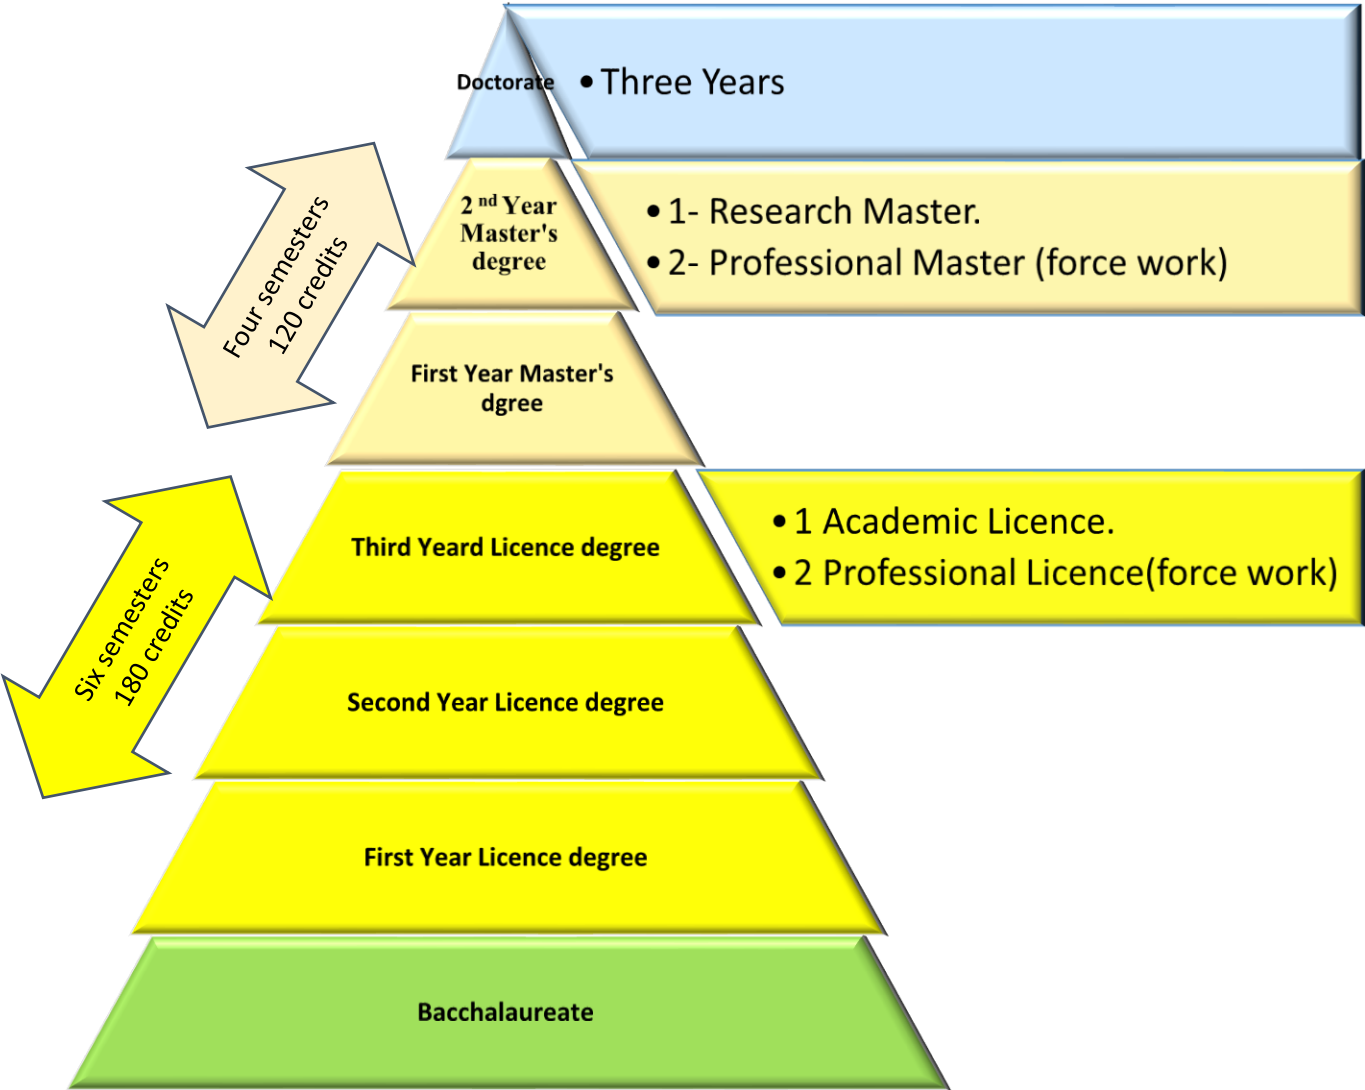 Doctorate
• Three Years
2 nd Year
Master's
degree
• 1- Research Master.
• 2- Professional Master (force work)
Four semesters
120 credits
First Year Master's
dgree
Third Yeard Licence degree
• 1 Academic Licence.
• 2 Professional Licence(force work)
Six semesters
180 credits
Second Year Licence degree
First Year Licence degree
Bacchalaureate